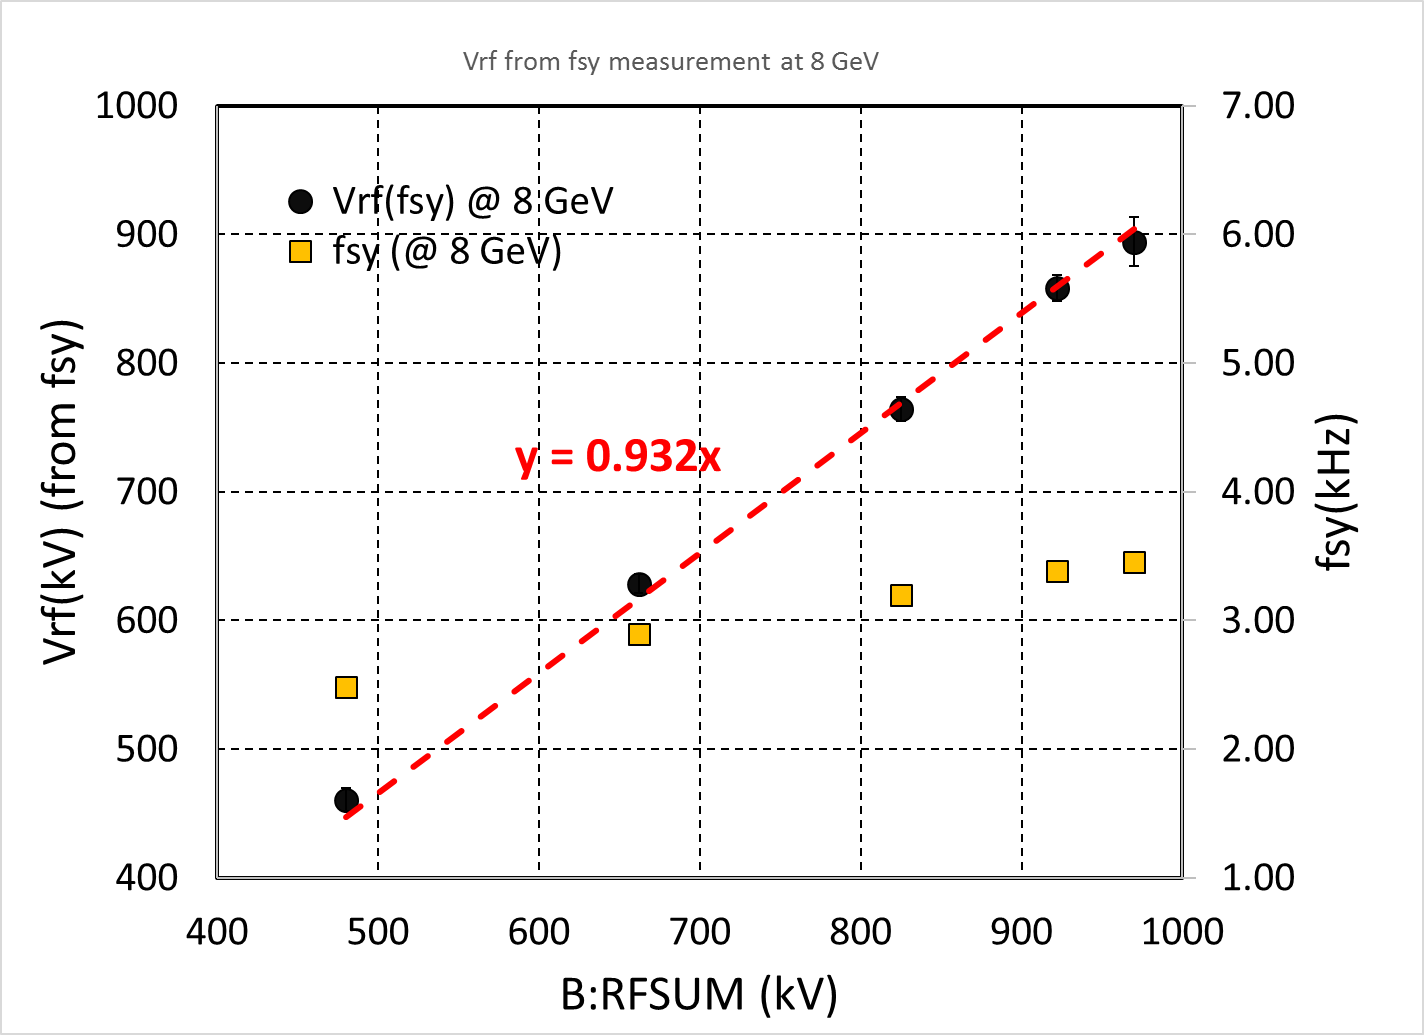 Vrf from fsy measurement at 8 GeV
1000
900
800
700
600
500
400
7.00
6.00
5.00
4.00
3.00
2.00
1.00
Vrf(fsy) @ 8 GeV
fsy (@ 8 GeV)
y = 0.932x
Vrf(kV) (from fsy)
fsy(kHz)
400 500 600 700 800 900 1000
B:RFSUM (kV)